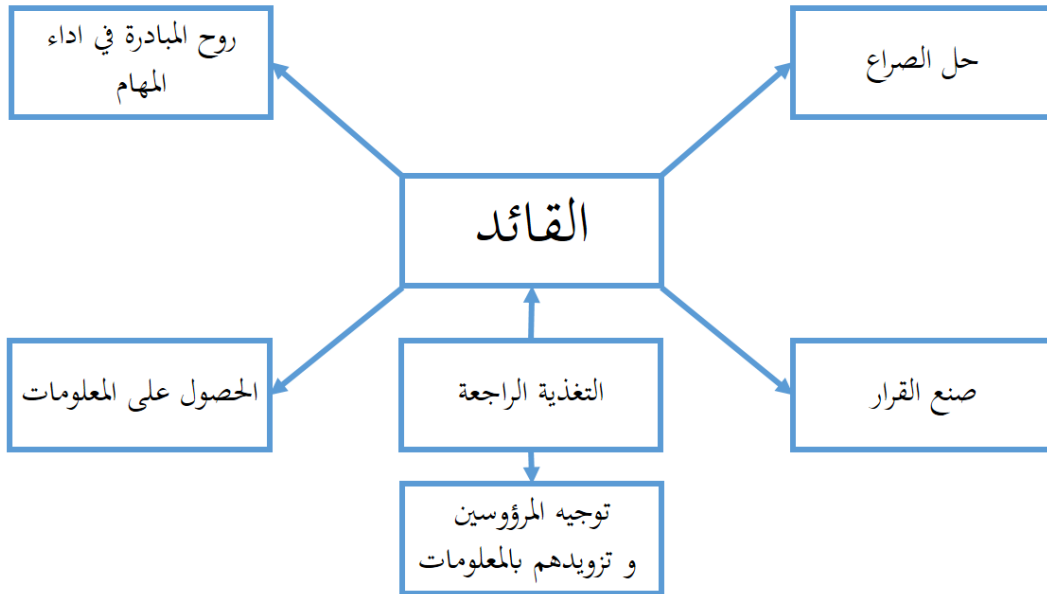 حل الصراع
روح المبادرة في اداء
المهام
القائد
صنع القرار
التغذية الراجعة
الحصول على المعلومات
توجيه المرؤوسين
و تزويدهم بالمعلومات